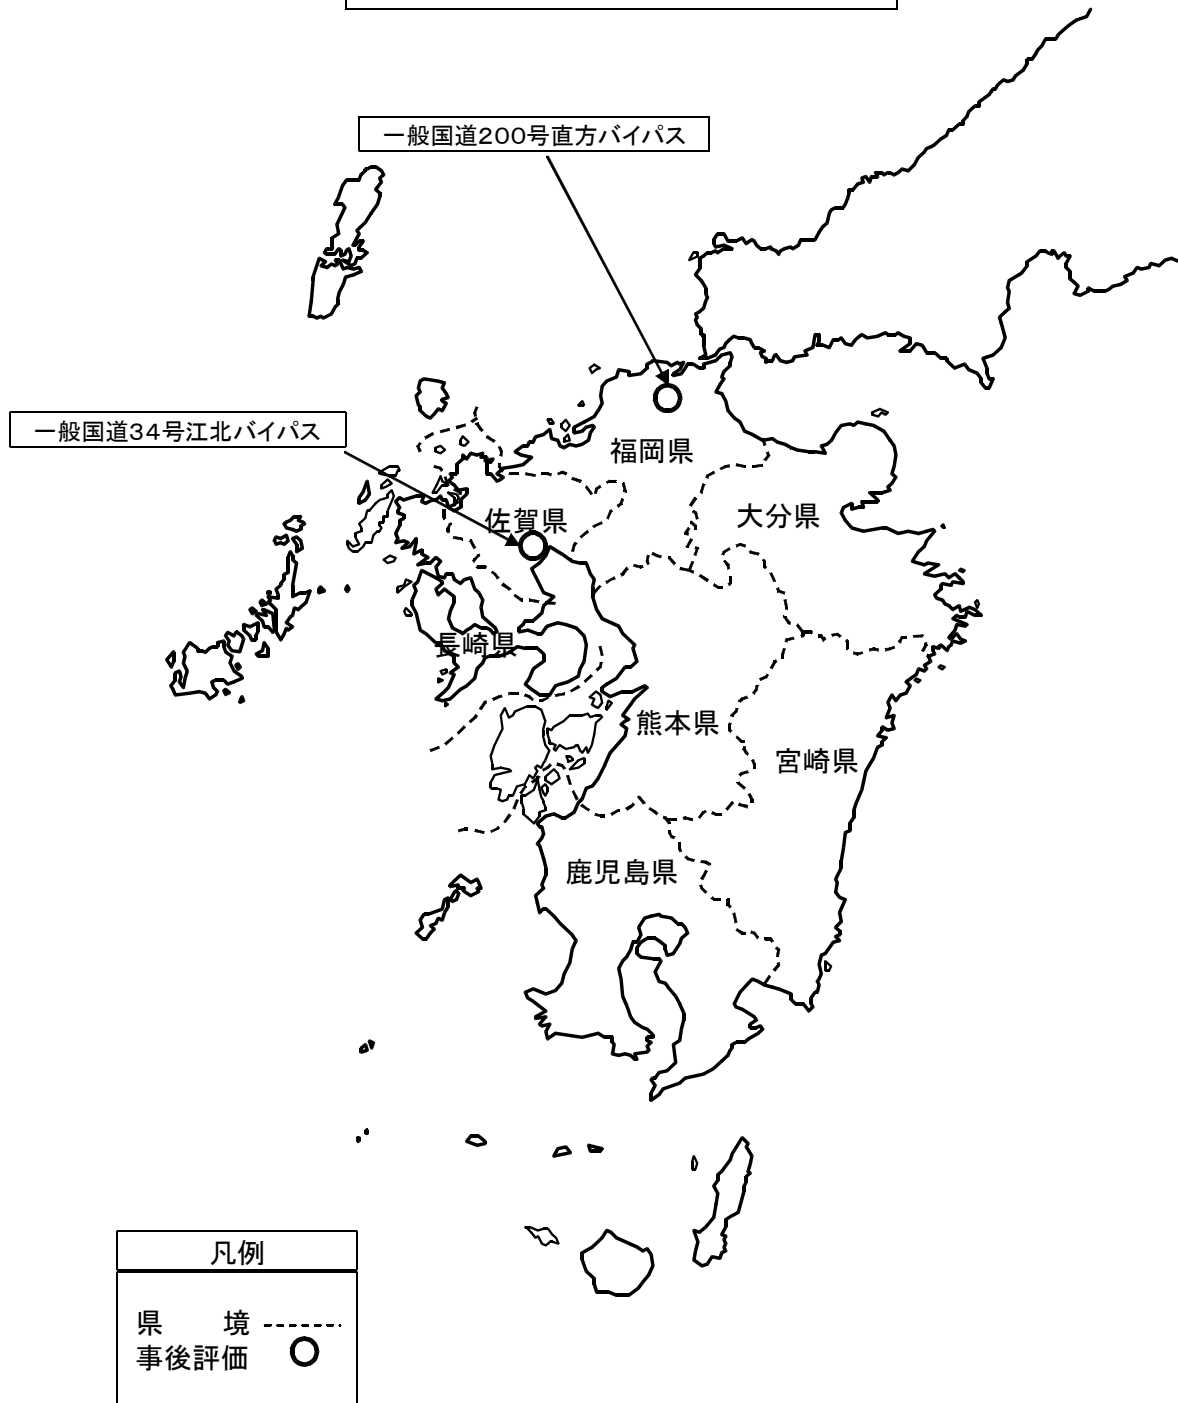 一般国道200号直方バイパス
一般国道34号江北バイパス
福岡県
佐賀県
大分県
長崎県
熊本県
宮崎県
鹿児島県
凡例
県　　境
事後評価